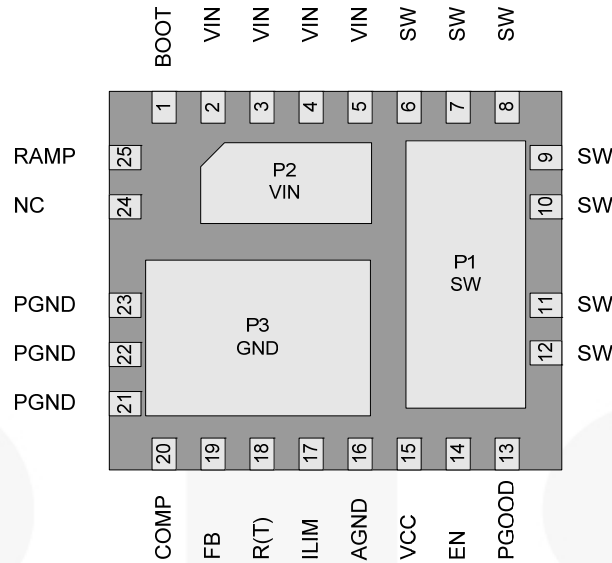 BOOT VIN VIN VIN VIN SW SW SW
1 2 3 4 5 6 7 8
RAMP 25
NC 24
PGND 23
PGND 22
PGND 21
P2
VIN
P1
SW
P3
GND
9 SW
10 SW
11 SW
12 SW
20 19 18 17 16 15 14 13
COMP FB R(T) ILIM AGND VCC EN PGOOD